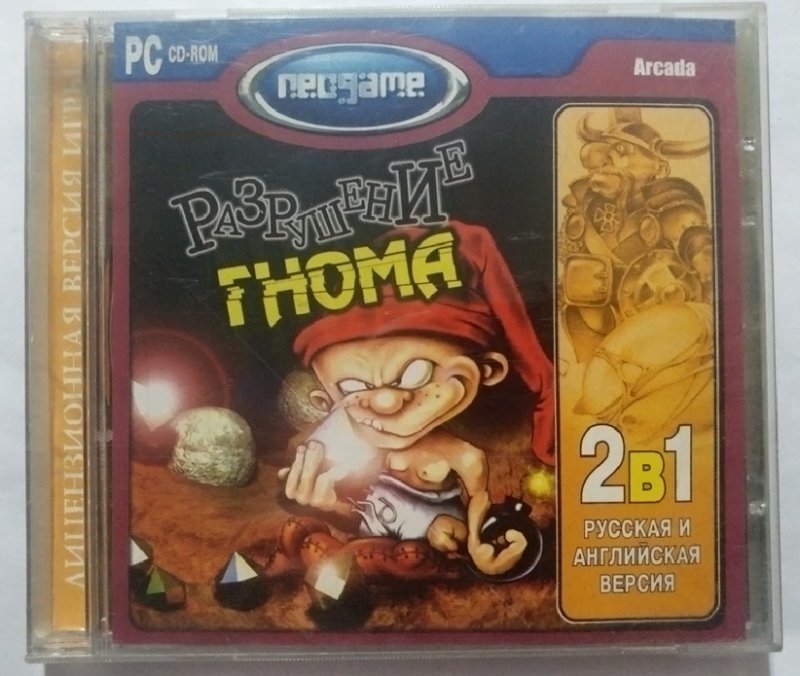 PC CD-ROM
neogame
Arcada
РАЗРУШЕНИЕ
ГНОМА
2в1
РУССКАЯ И
АНГЛИЙСКАЯ
ВЕРСИЯ
ЛИЦЕНЗИОННАЯ ВЕРСИЯ ИГР